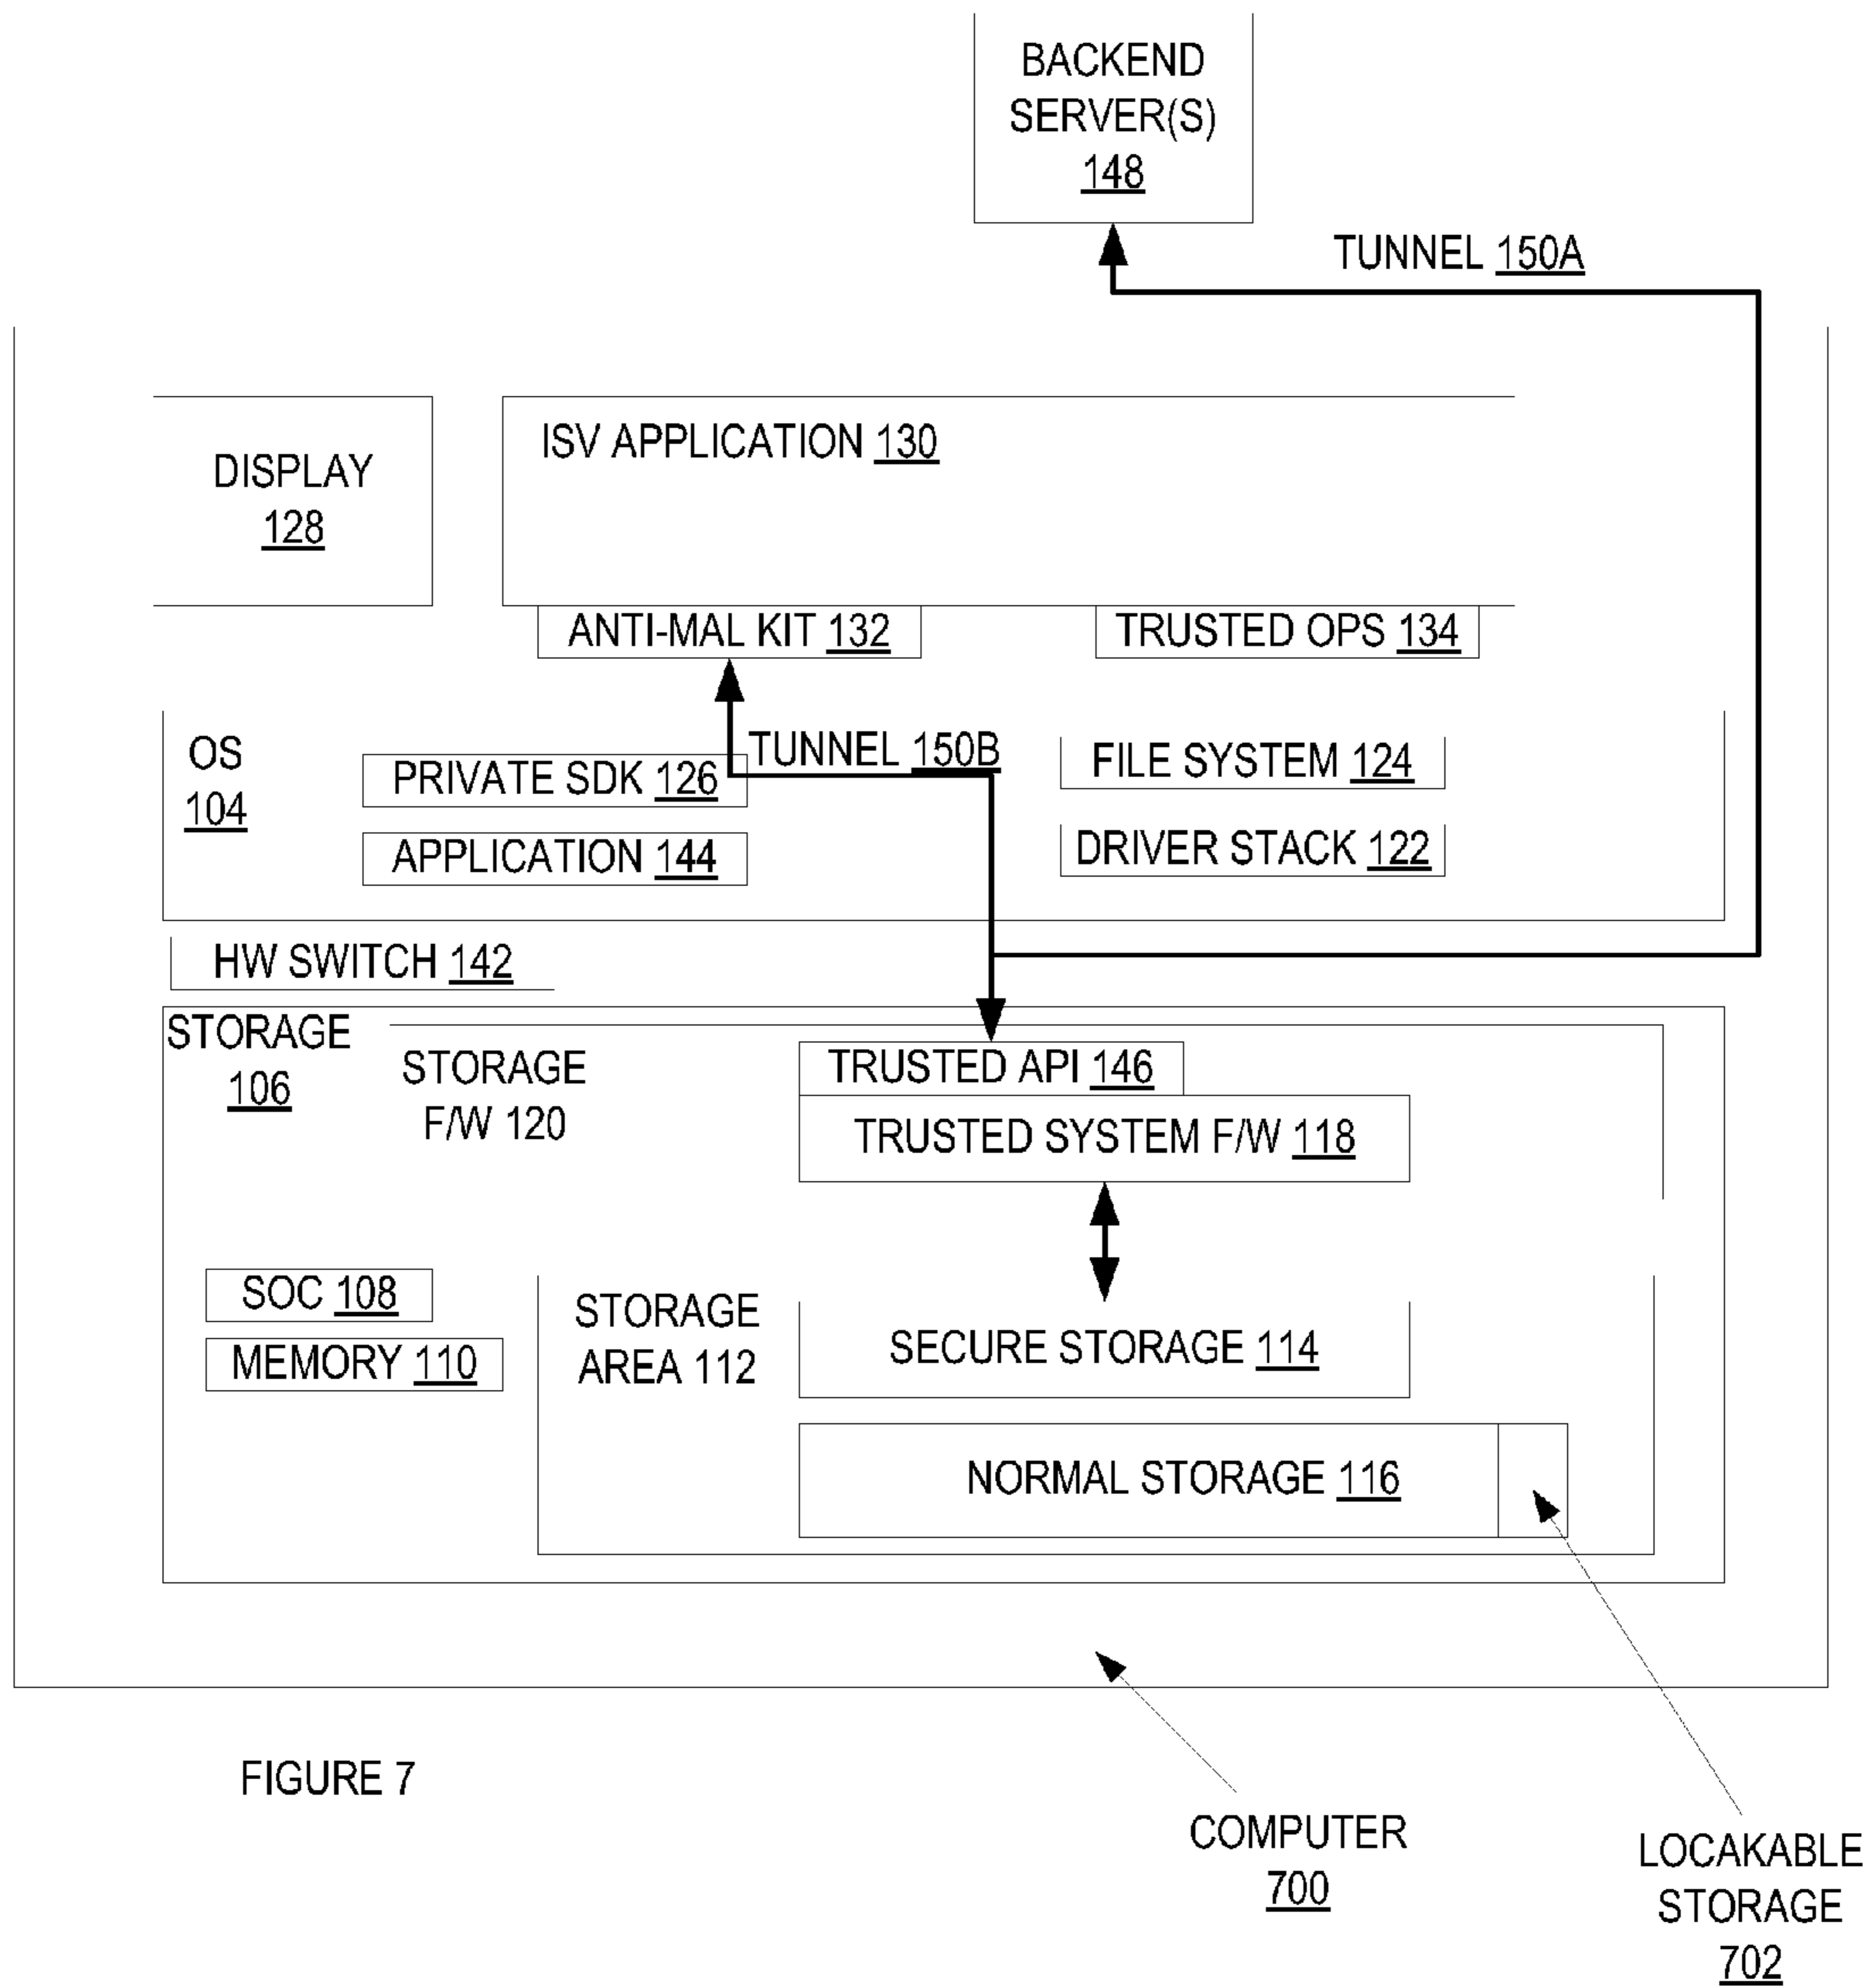 BACKEND
SERVER(S)
148
TUNNEL 150A
DISPLAY
128
ISV APPLICATION 130
ANTI-MAL KIT 132
TRUSTED OPS 134
OS
104
TUNNEL 150B
PRIVATE SDK 126
APPLICATION 144
FILE SYSTEM 124
DRIVER STACK 122
HW SWITCH 142
STORAGE
106
STORAGE
F/W 120
TRUSTED API 146
TRUSTED SYSTEM F/W 118
SOC 108
MEMORY 110
STORAGE
AREA 112
SECURE STORAGE 114
NORMAL STORAGE 116
FIGURE 7
COMPUTER
700
LOCAKABLE
STORAGE
702